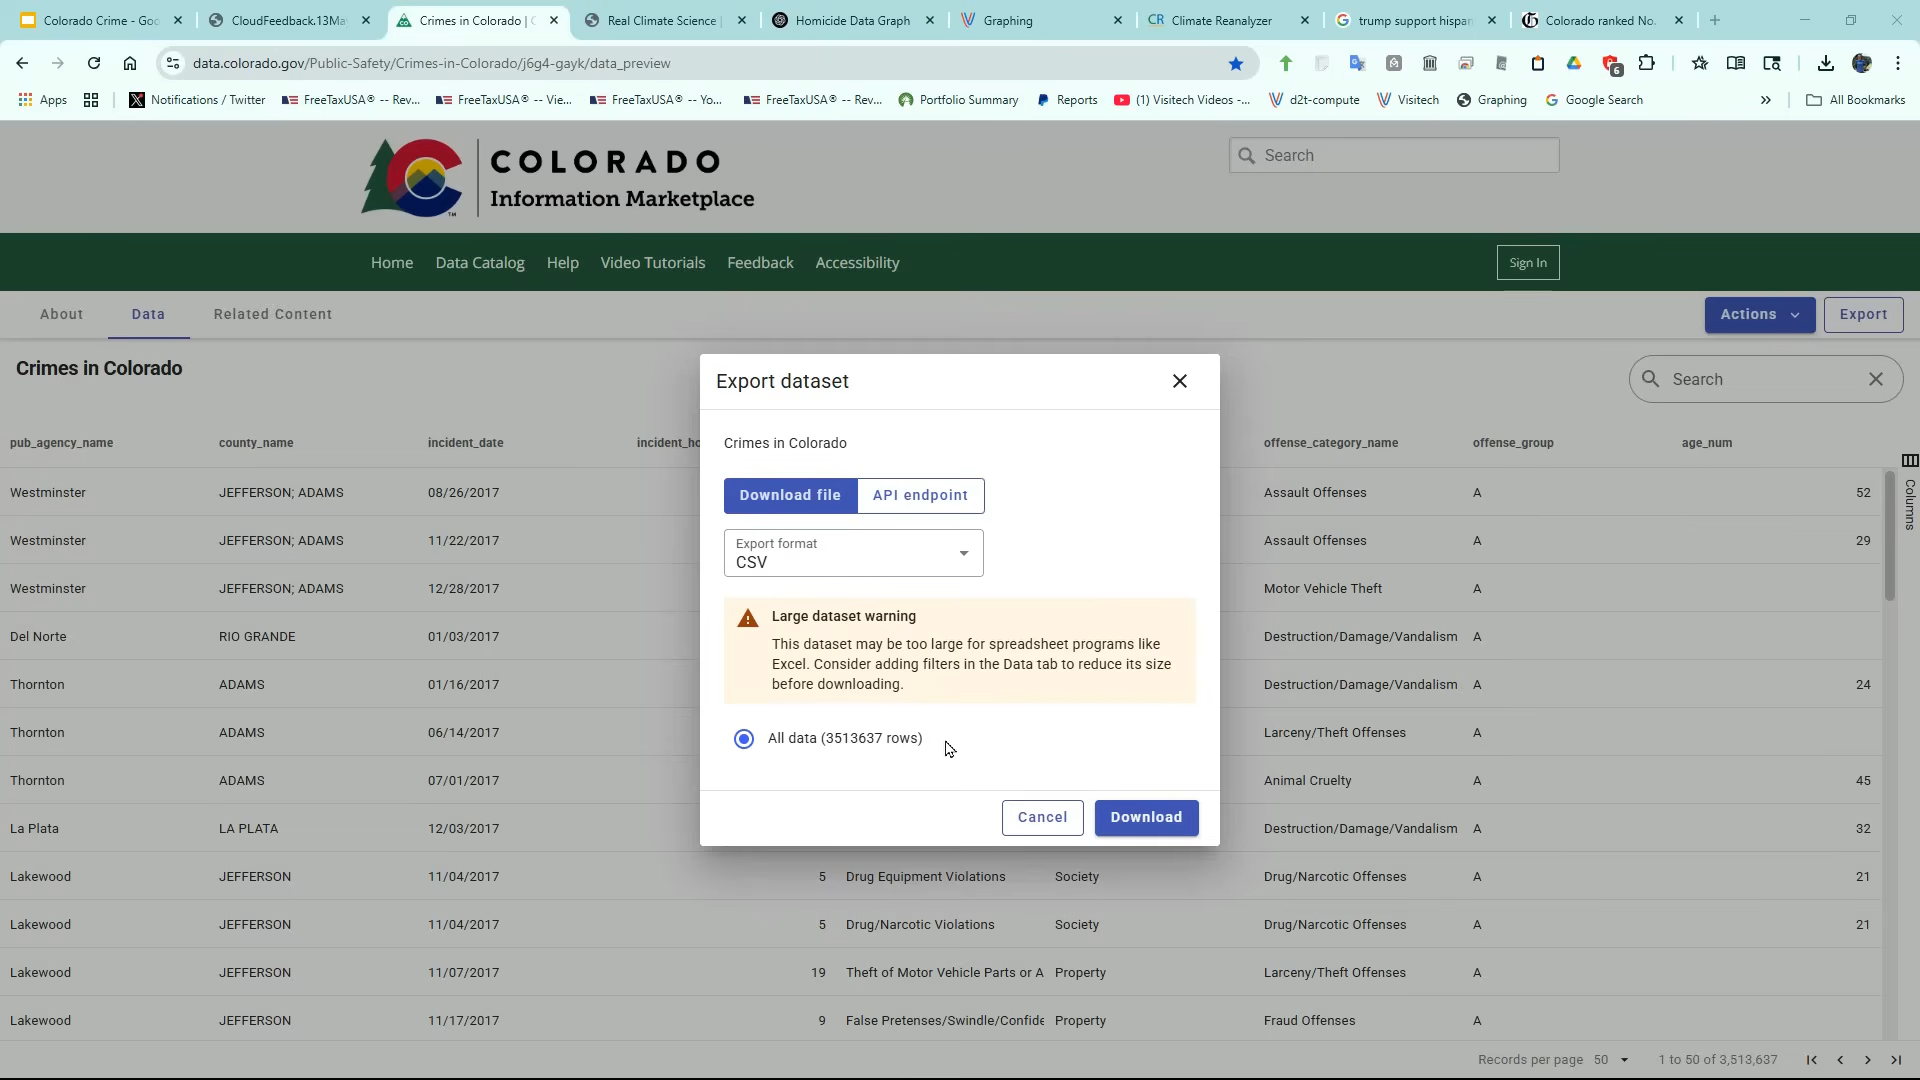 Colorado Crime - Goo
CloudFeedback.13Ma
Crimes in Colorado | C
Real Climate Science |
Homicide Data Graph
Graphing
Climate Reanalyzer
trump support hispan
Colorado ranked No.
data.colorado.gov/Public-Safety/Crimes-in-Colorado/j6g4-gayk/data_preview
6
Apps
Notifications / Twitter
FreeTaxUSA® -- Rev...
FreeTaxUSA® -- Vie...
FreeTaxUSA® -- Yo...
FreeTaxUSA® -- Rev...
Portfolio Summary
Reports
(1) Visitech Videos -...
d2t-compute
Visitech
Graphing
Google Search
All Bookmarks
COLORADO
Information Marketplace
Search
Home Data Catalog Help Video Tutorials Feedback Accessibility
Sign In
About Data Related Content
Actions
Export
Crimes in Colorado
Search
pub_agency_name county_name incident_date incident_ho offense_category_name offense_group age_num
Columns
Westminster JEFFERSON; ADAMS 08/26/2017 Assault Offenses A 52
Westminster JEFFERSON; ADAMS 11/22/2017 Assault Offenses A 29
Westminster JEFFERSON; ADAMS 12/28/2017 Motor Vehicle Theft A
Del Norte RIO GRANDE 01/03/2017 Destruction/Damage/Vandalism A
Thornton ADAMS 01/16/2017 Destruction/Damage/Vandalism A 24
Thornton ADAMS 06/14/2017 Larceny/Theft Offenses A
Thornton ADAMS 07/01/2017 Animal Cruelty A 45
La Plata LA PLATA 12/03/2017 Destruction/Damage/Vandalism A 32
Lakewood JEFFERSON 11/04/2017 5 Drug Equipment Violations Society Drug/Narcotic Offenses A 21
Lakewood JEFFERSON 11/04/2017 5 Drug/Narcotic Violations Society Drug/Narcotic Offenses A 21
Lakewood JEFFERSON 11/07/2017 19 Theft of Motor Vehicle Parts or A Property Larceny/Theft Offenses A
Lakewood JEFFERSON 11/17/2017 9 False Pretenses/Swindle/Confide Property Fraud Offenses A
Export dataset
Crimes in Colorado
Download file
API endpoint
Export format
CSV
Large dataset warning
This dataset may be too large for spreadsheet programs like
Excel. Consider adding filters in the Data tab to reduce its size
before downloading.
All data (3513637 rows)
Cancel
Download
Records per page 50 1 to 50 of 3,513,637